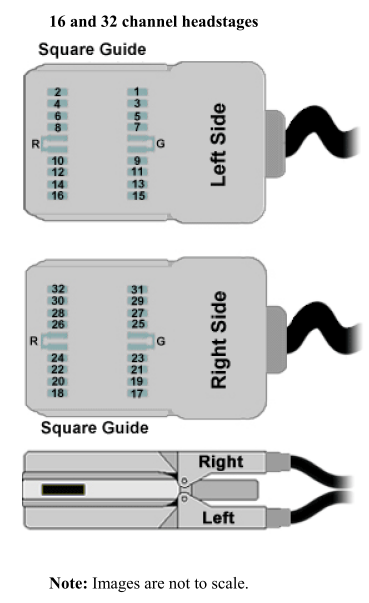 16 and 32 channel headstages
Square Guide
2 1
4 3
6 5
8 7
R G
10 9
12 11
14 13
16 15
Left Side
32 31
30 29
28 27
26 25
R G
24 23
22 21
20 19
18 17
Right Side
Square Guide
Right
Left
Note: Images are not to scale.